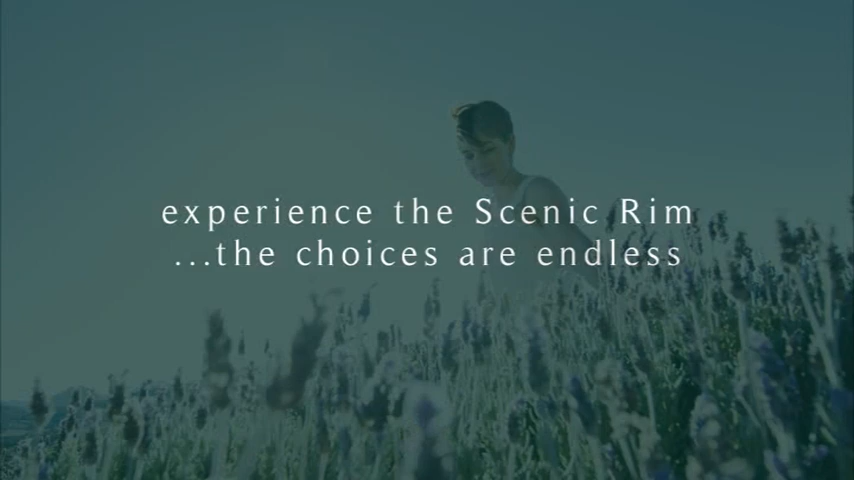 experience the Scenic Rim
...the choices are endless